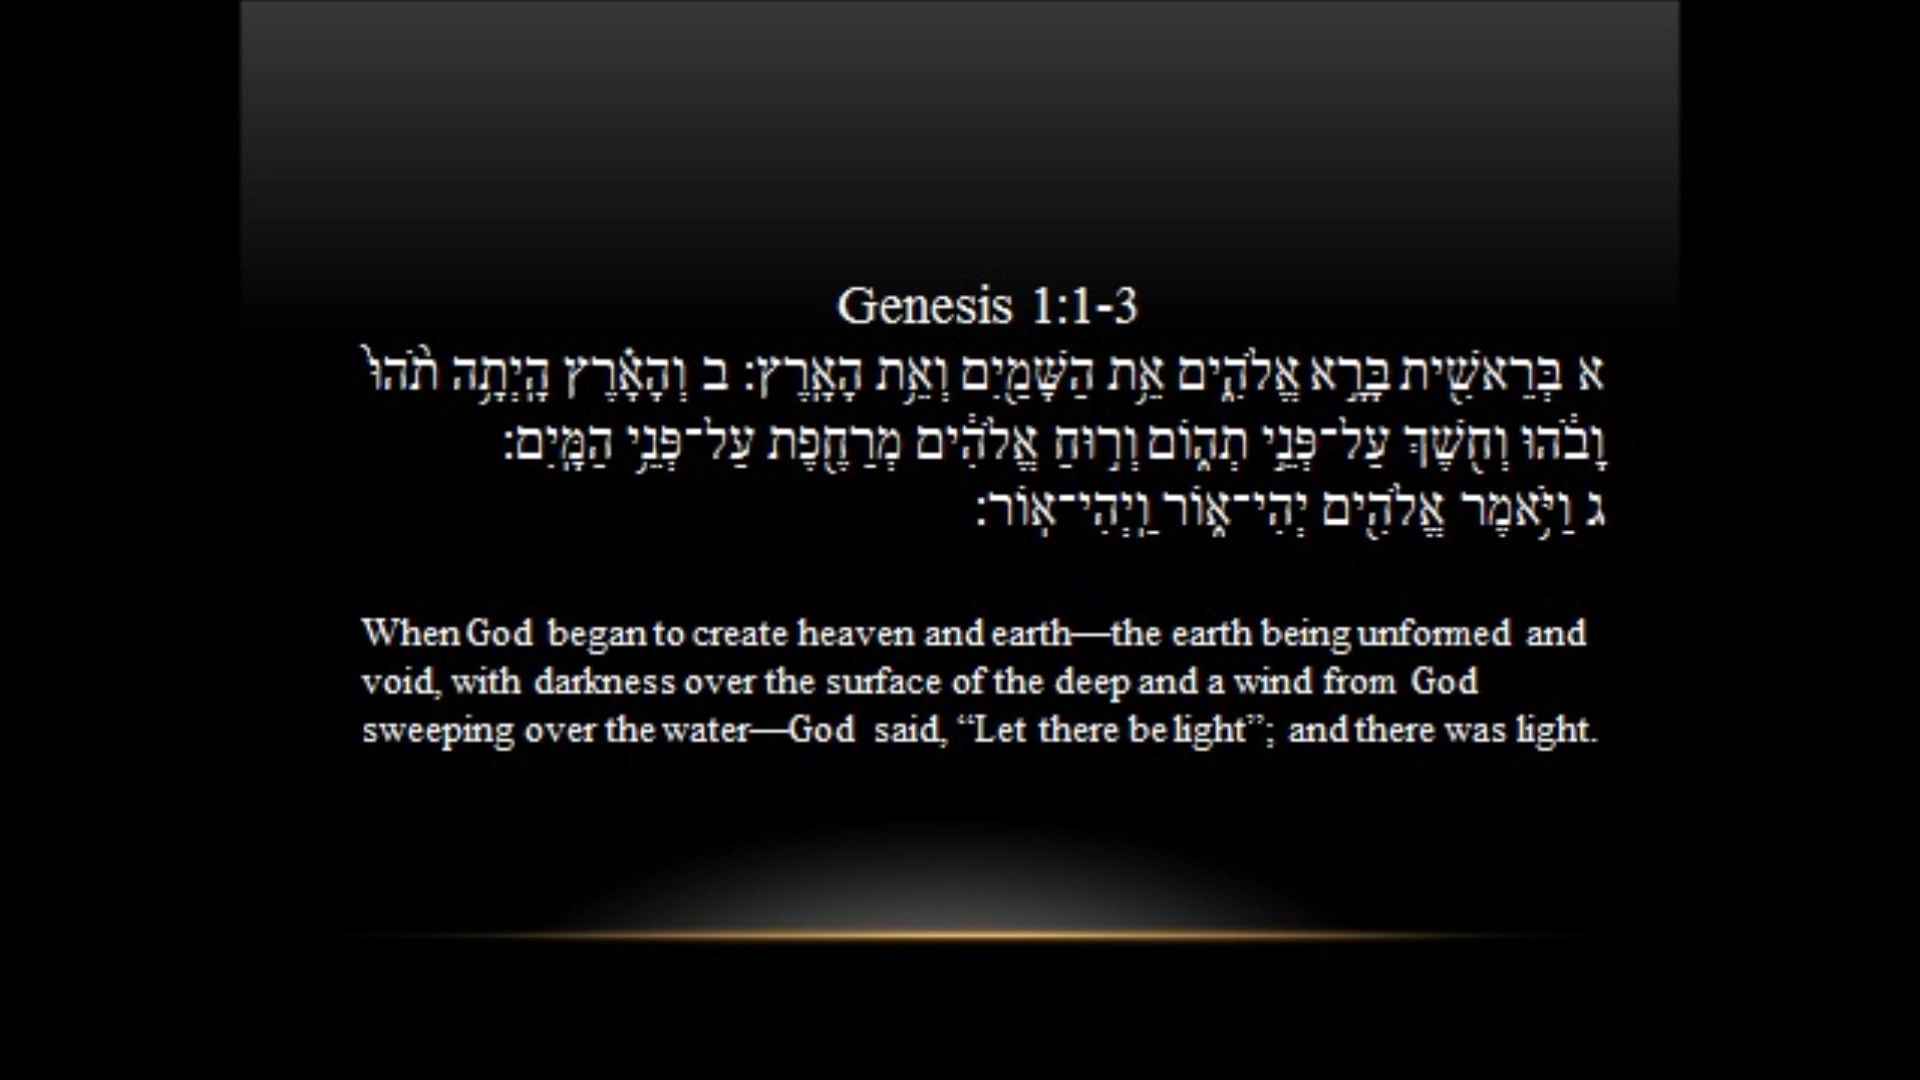 Genesis 1:1-3
א בְּרֵאשִׁ֖ית בָּרָ֣א אֱלֹהִ֑ים אֵ֥ת הַשָּׁמַ֖יִם וְאֵ֥ת הָאָֽרֶץ׃ ב וְהָאָ֗רֶץ הָיְתָ֥ה תֹ֙הוּ֙
וָבֹ֔הוּ וְחֹ֖שֶׁךְ עַל־פְּנֵ֣י תְה֑וֹם וְר֣וּחַ אֱלֹהִ֔ים מְרַחֶ֖פֶת עַל־פְּנֵ֥י הַמָּֽיִם׃
ג וַיֹּ֥אמֶר אֱלֹהִ֖ים יְהִי־א֑וֹר וַֽיְהִי־אֽוֹר׃
When God began to create heaven and earth—the earth being unformed and
void, with darkness over the surface of the deep and a wind from God
sweeping over the water—God said, “Let there be light”; and there was light.